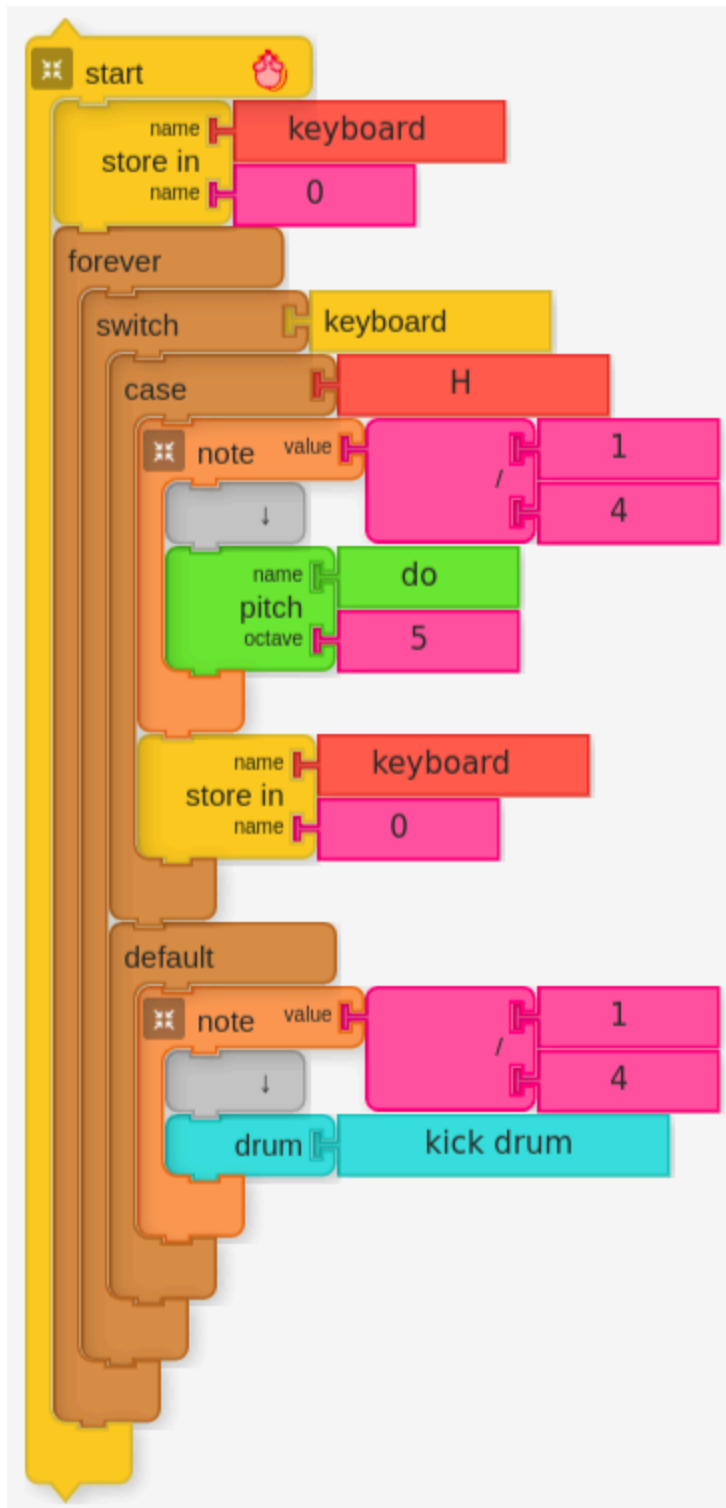 start
name keyboard
store in
name 0
forever
switch keyboard
case H
note value / 1
4
↓
name do
pitch
octave 5
name keyboard
store in
name 0
default
note value / 1
4
↓
drum kick drum